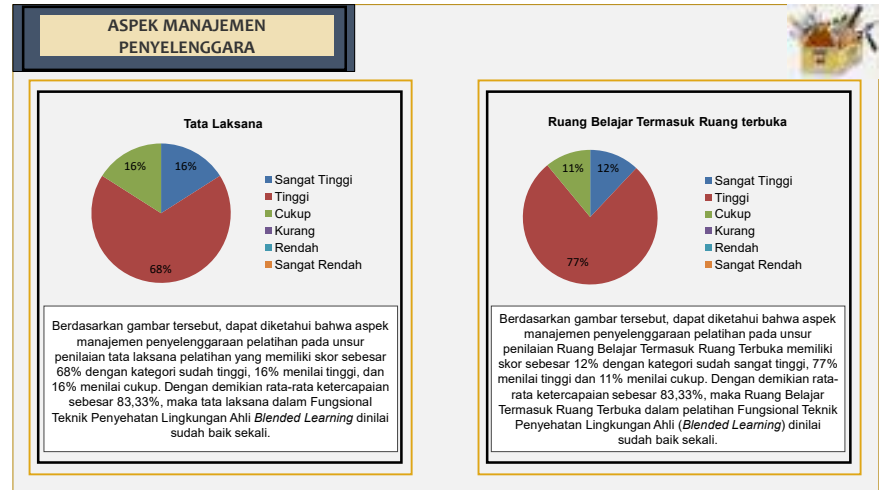 ASPEK MANAJEMEN
PENYELENGGARA
Tata Laksana
16%
16%
68%
Sangat Tinggi
Tinggi
Cukup
Kurang
Rendah
Sangat Rendah
Berdasarkan gambar tersebut, dapat diketahui bahwa aspek
manajemen penyelenggaraan pelatihan pada unsur
penilaian tata laksana pelatihan yang memiliki skor sebesar
68% dengan kategori sudah tinggi, 16% menilai tinggi, dan
16% menilai cukup. Dengan demikian rata-rata ketercapaian
sebesar 83,33%, maka tata laksana dalam Fungsional
Teknik Penyehatan Lingkungan Ahli Blended Learning dinilai
sudah baik sekali.
Ruang Belajar Termasuk Ruang terbuka
11%
12%
77%
Sangat Tinggi
Tinggi
Cukup
Kurang
Rendah
Sangat Rendah
Berdasarkan gambar tersebut, dapat diketahui bahwa aspek
manajemen penyelenggaraan pelatihan pada unsur
penilaian Ruang Belajar Termasuk Ruang Terbuka memiliki
skor sebesar 12% dengan kategori sudah sangat tinggi, 77%
menilai tinggi dan 11% menilai cukup. Dengan demikian rata-
rata ketercapaian sebesar 83,33%, maka Ruang Belajar
Termasuk Ruang Terbuka dalam pelatihan Fungsional Teknik
Penyehatan Lingkungan Ahli (Blended Learning) dinilai
sudah baik sekali.